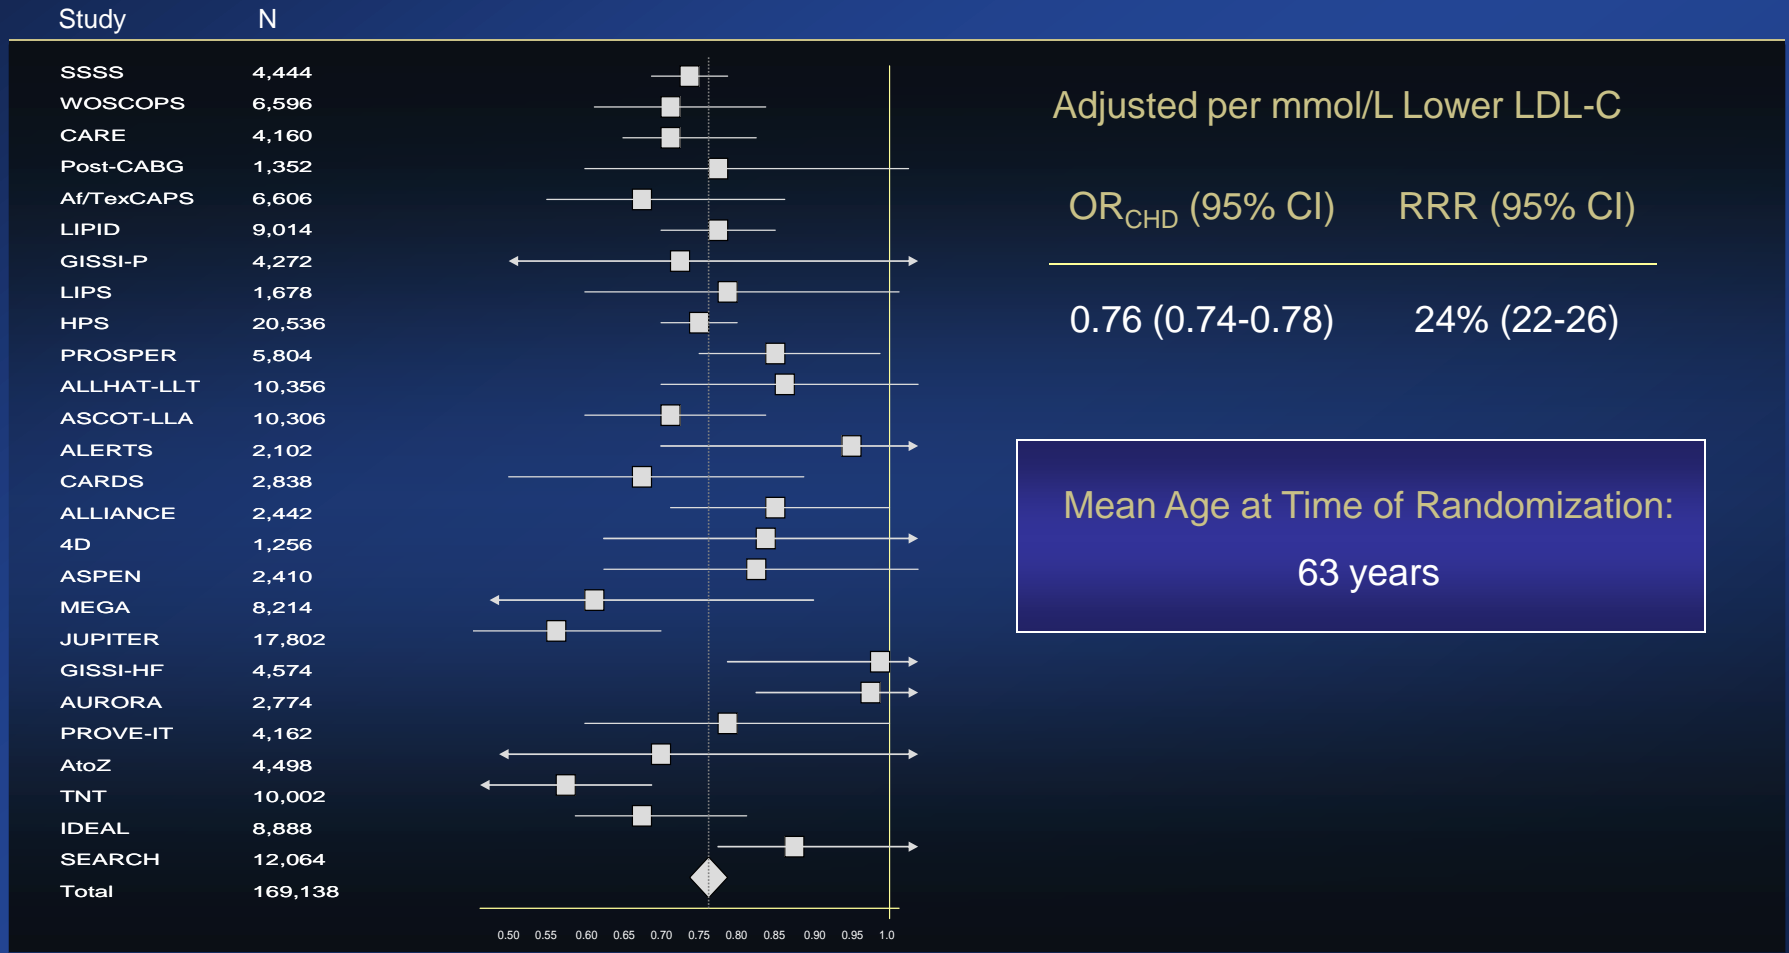 Study N
SSSS 4,444
WOSCOPS 6,596
CARE 4,160
Post-CABG 1,352
Af/TexCAPS 6,606
LIPID 9,014
GISSI-P 4,272
LIPS 1,678
HPS 20,536
PROSPER 5,804
ALLHAT-LLT 10,356
ASCOT-LLA 10,306
ALERTS 2,102
CARDS 2,838
ALLIANCE 2,442
4D 1,256
ASPEN 2,410
MEGA 8,214
JUPITER 17,802
GISSI-HF 4,574
AURORA 2,774
PROVE-IT 4,162
AtoZ 4,498
TNT 10,002
IDEAL 8,888
SEARCH 12,064
Total 169,138
0.50 0.55 0.60 0.65 0.70 0.75 0.80 0.85 0.90 0.95 1.0
Adjusted per mmol/L Lower LDL-C
ORCHD (95% CI) RRR (95% CI)
0.76 (0.74-0.78) 24% (22-26)
Mean Age at Time of Randomization:
63 years